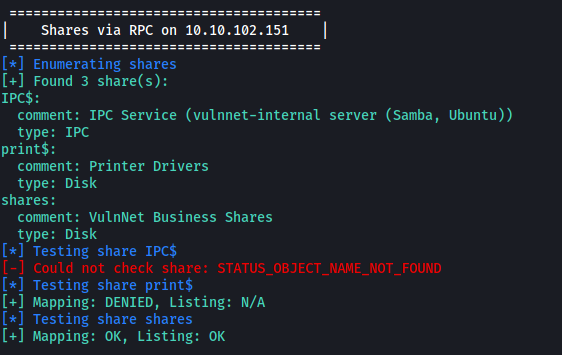 =======================================
|    Shares via RPC on 10.10.102.151    |
 =======================================
[*] Enumerating shares
[+] Found 3 share(s):
IPC$:
  comment: IPC Service (vulnnet-internal server (Samba, Ubuntu))
  type: IPC
print$:
  comment: Printer Drivers
  type: Disk
shares:
  comment: VulnNet Business Shares
  type: Disk
[*] Testing share IPC$
[-] Could not check share: STATUS_OBJECT_NAME_NOT_FOUND
[*] Testing share print$
[+] Mapping: DENIED, Listing: N/A
[*] Testing share shares
[+] Mapping: OK, Listing: OK